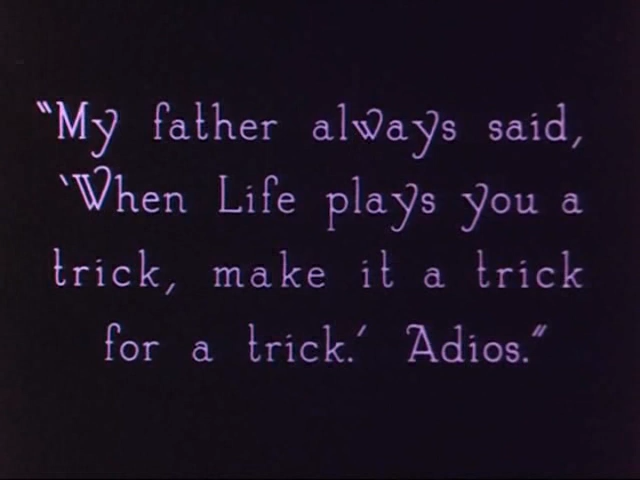 "My father always said,
'When Life plays you a
trick, make it a trick
for a trick.' Adios."